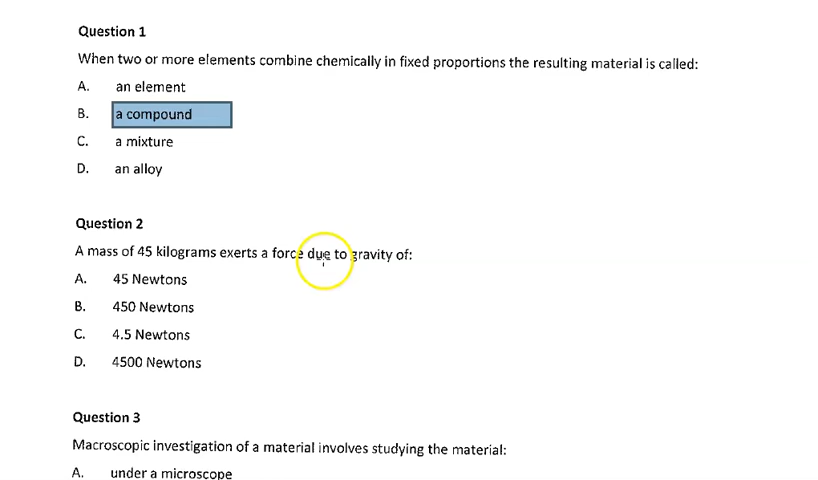 Question 1
When two or more elements combine chemically in fixed proportions the resulting material is called:
A. an element
B. a compound
C. a mixture
D. an alloy
Question 2
A mass of 45 kilograms exerts a force due to gravity of:
A. 45 Newtons
B. 450 Newtons
C. 4.5 Newtons
D. 4500 Newtons
Question 3
Macroscopic investigation of a material involves studying the material:
A. under a microscope